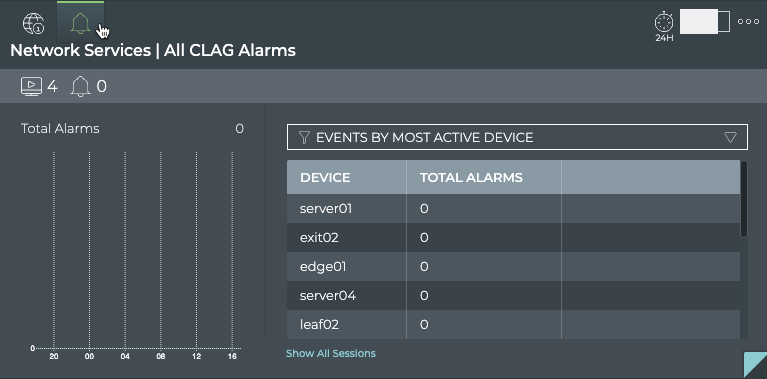 1
24H
Network Services | All CLAG Alarms
4 0
Total Alarms 0
EVENTS BY MOST ACTIVE DEVICE
DEVICE TOTAL ALARMS
server01 0
exit02 0
edge01 0
server04 0
leaf02 0
0
20 00 04 08 12 16
Show All Sessions